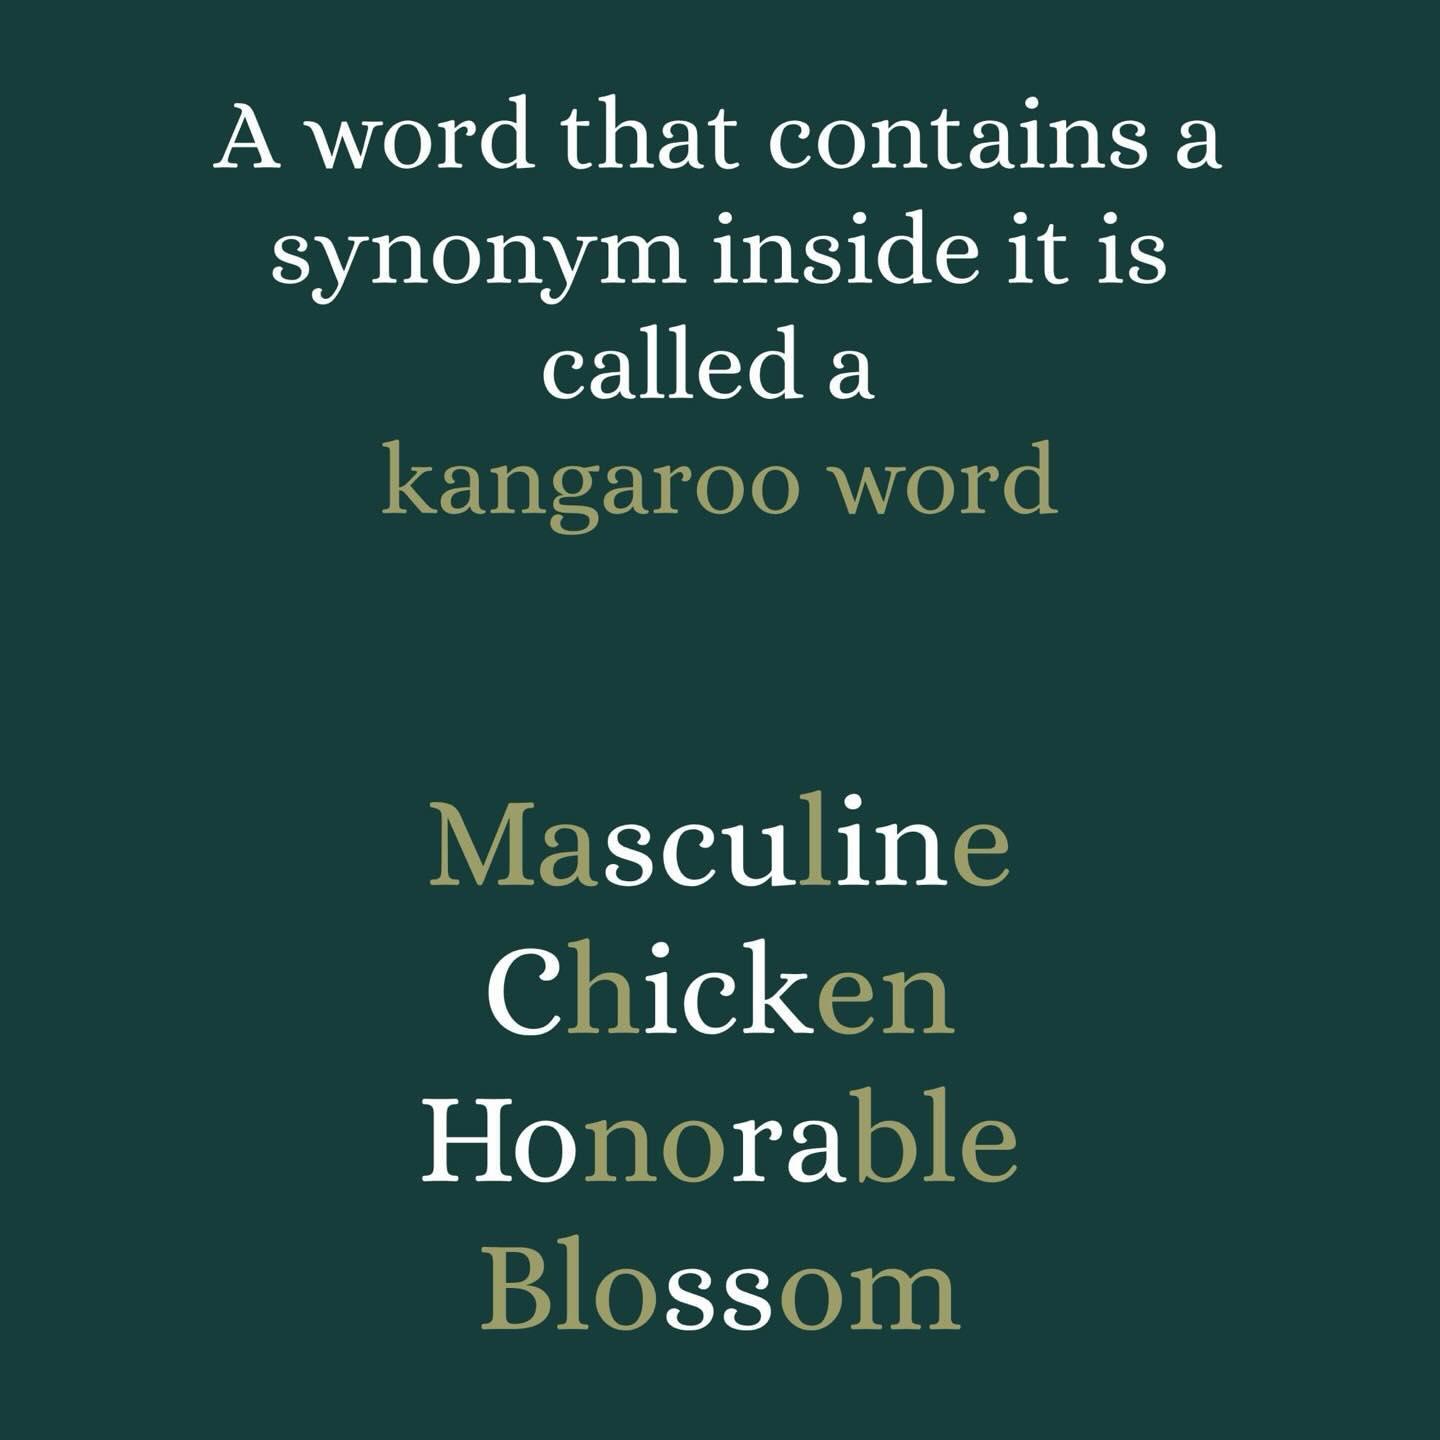 A word that contains a
synonym inside it is
called a
kangaroo word
Masculine
Chicken
Honorable
Blossom